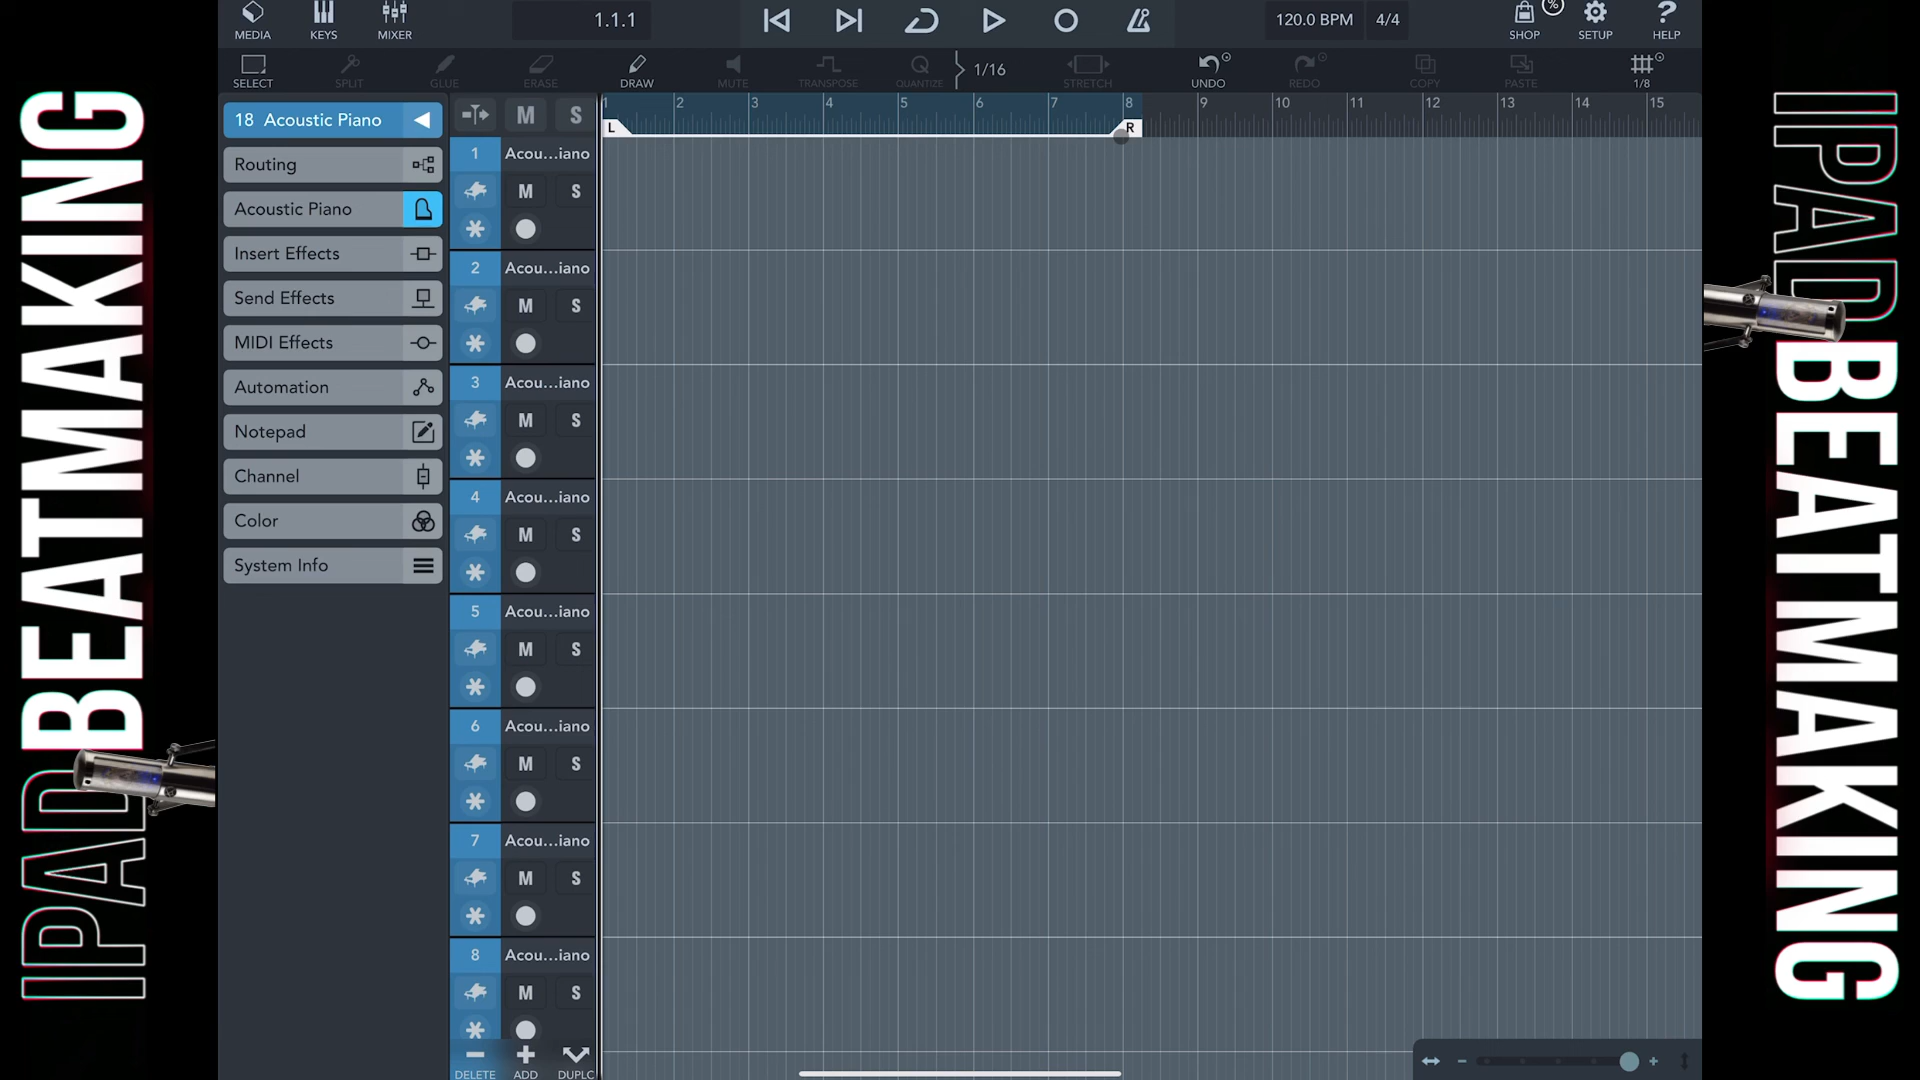 MEDIA KEYS MIXER 1.1.1 120.0 BPM 4/4 % SHOP SETUP ? HELP
SELECT SPLIT GLUE ERASE DRAW MUTE TRANSPOSE Q QUANTIZE 1/16 STRETCH UNDO REDO COPY PASTE 1/8
1 2 3 4 5 6 7 8 9 10 11 12 13 14 15
L R
18 Acoustic Piano
Routing
Acoustic Piano
Insert Effects
Send Effects
MIDI Effects
Automation
Notepad
Channel
Color
System Info
M S
1 Acou...iano
M S
2 Acou...iano
M S
3 Acou...iano
M S
4 Acou...iano
M S
5 Acou...iano
M S
6 Acou...iano
M S
7 Acou...iano
M S
8 Acou...iano
M S
DELETE ADD DUPLC
IPAD BEATMAKING
IPAD BEATMAKING